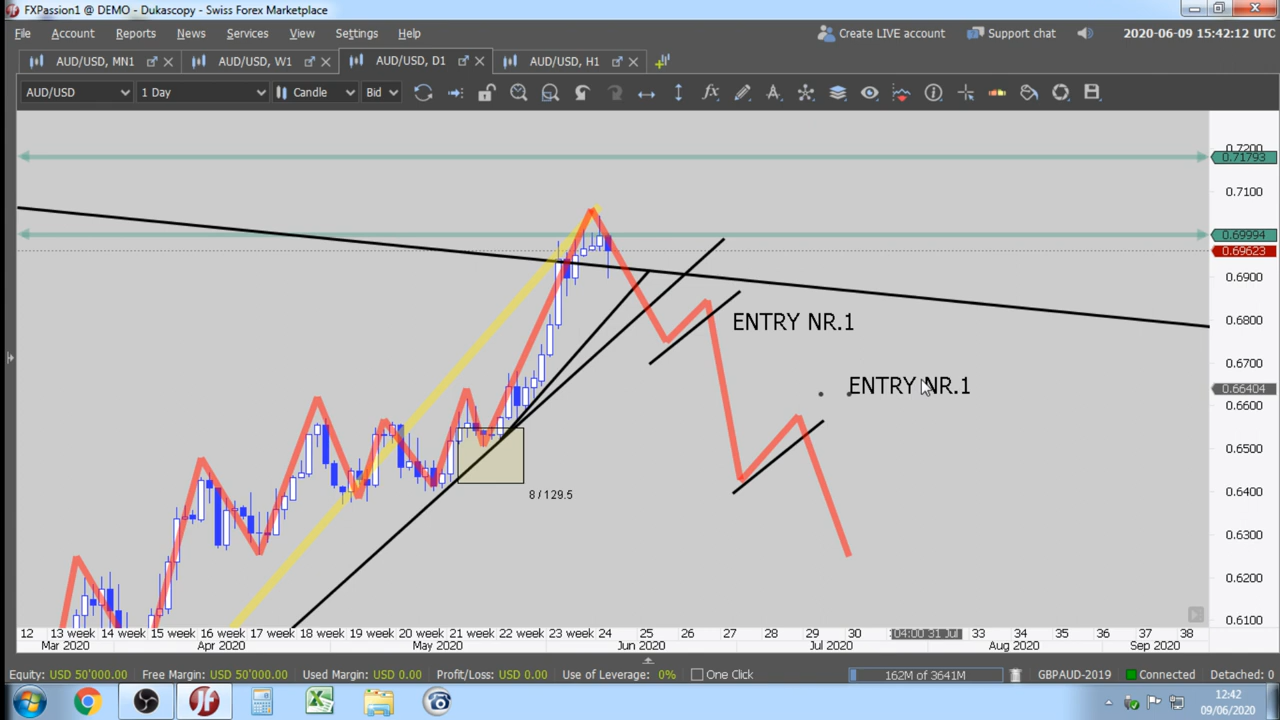 FXPassion1 @ DEMO - Dukascopy - Swiss Forex Marketplace
File Account Reports News Services View Settings Help Create LIVE account Support chat 2020-06-09 15:42:12 UTC
AUD/USD, MN1 AUD/USD, W1 AUD/USD, D1 AUD/USD, H1
AUD/USD 1 Day Candle Bid
0.7200
0.71793
0.7100
0.69994
0.69623
0.6900
0.6800
ENTRY NR.1
0.6700
ENTRY NR.1
0.66404
0.6600
0.6500
0.6400
8 / 129.5
0.6300
0.6200
0.6100
12 13 week 14 week 15 week 16 week 17 week 18 week 19 week 20 week 21 week 22 week 23 week 24 25 26 27 28 29 30 04:00 31 Jul 33 34 35 36 37 38
Mar 2020 Apr 2020 May 2020 Jun 2020 Jul 2020 Aug 2020 Sep 2020
Equity: USD 50'000.00 Free Margin: USD 50'000.00 Used Margin: USD 0.00 Profit/Loss: USD 0.00 Use of Leverage: 0% One Click 162M of 3641M GBPAUD-2019 Connected Detached: 0
12:42
09/06/2020